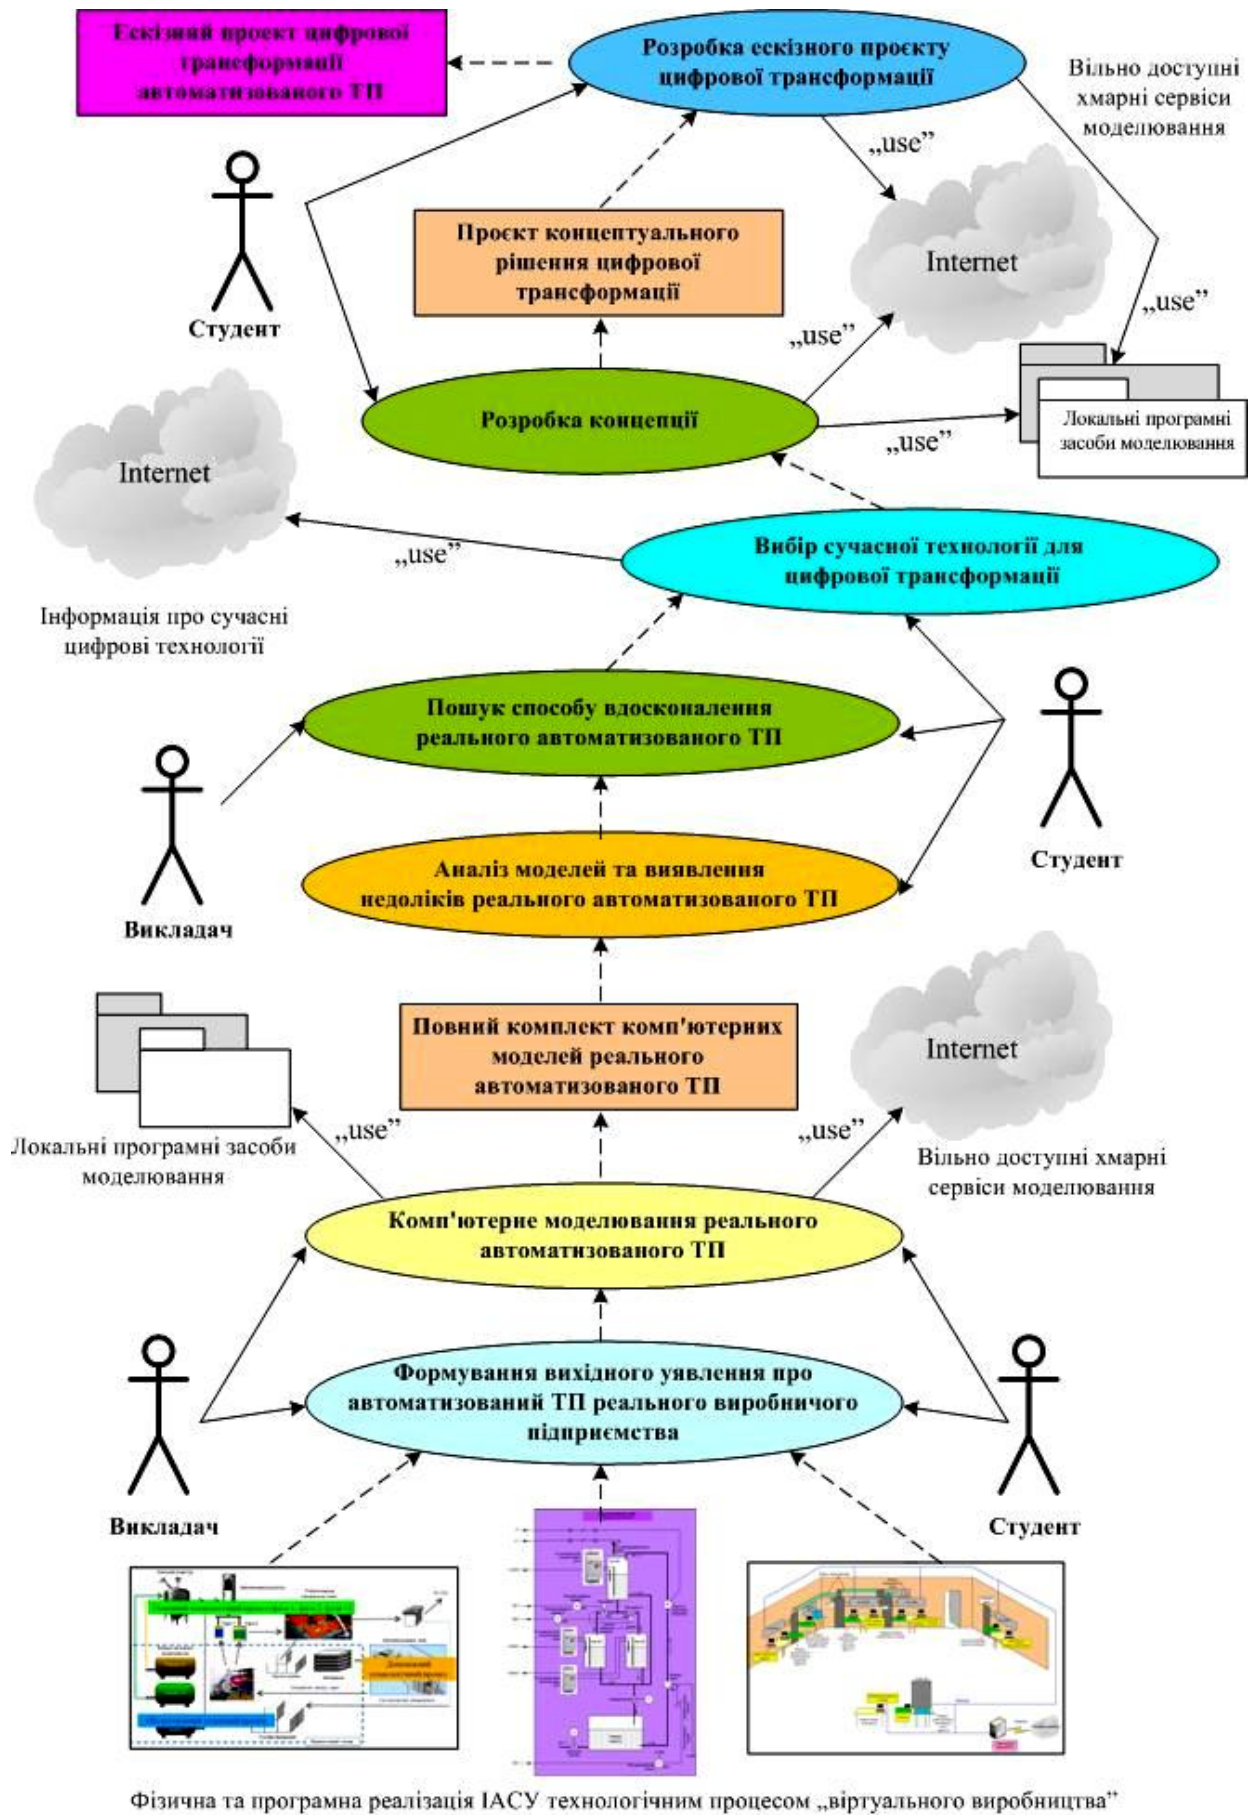 Ескізний проект цифрової
трансформації
автоматизованого ТП
Розробка ескізного проєкту
цифрової трансформації
Вільно доступні
хмарні сервіси
моделювання
„use”
Студент
Проєкт концептуального
рішення цифрової
трансформації
Internet
„use”
„use”
Розробка концепції
„use”
Локальні програмні
засоби моделювання
Internet
„use”
Вибір сучасної технології для
цифрової трансформації
Інформація про сучасні
цифрові технології
Пошук способу вдосконалення
реального автоматизованого ТП
Викладач
Студент
Аналіз моделей та виявлення
недоліків реального автоматизованого ТП
Повний комплект комп'ютерних
моделей реального
автоматизованого ТП
Internet
„use”
„use”
Локальні програмні засоби
моделювання
Вільно доступні хмарні
сервіси моделювання
Комп'ютерне моделювання реального
автоматизованого ТП
Формування вихідного уявлення про
автоматизований ТП реального виробничого
підприємства
Викладач
Студент
Фізична та програмна реалізація ІАСУ технологічним процесом „віртуального виробництва”